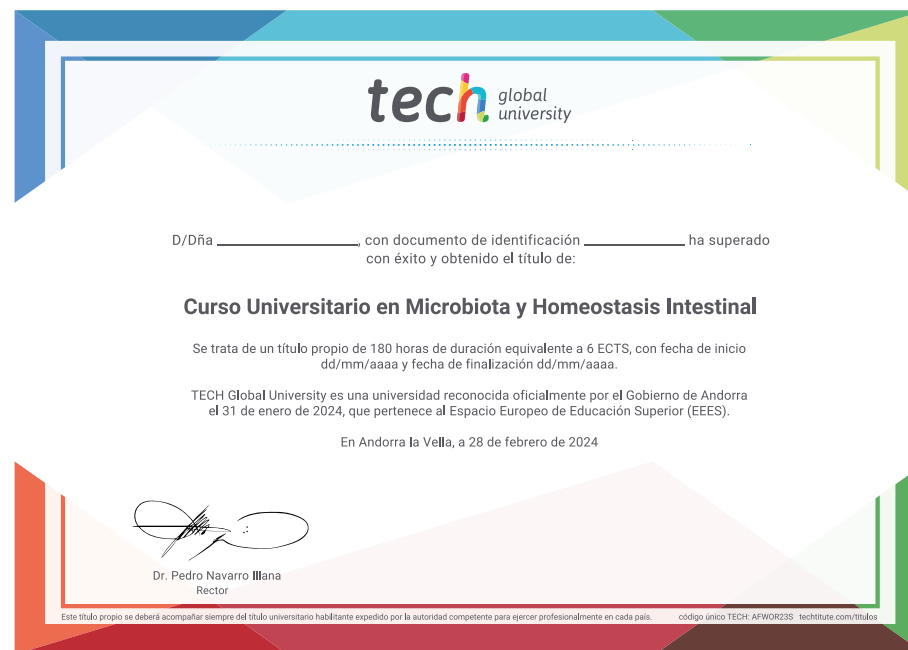 tech global university
D/Dña ____________________, con documento de identificación ______________ ha superado
con éxito y obtenido el título de:
Curso Universitario en Microbiota y Homeostasis Intestinal
Se trata de un título propio de 180 horas de duración equivalente a 6 ECTS, con fecha de inicio
dd/mm/aaaa y fecha de finalización dd/mm/aaaa.
TECH Global University es una universidad reconocida oficialmente por el Gobierno de Andorra
el 31 de enero de 2024, que pertenece al Espacio Europeo de Educación Superior (EEES).
En Andorra la Vella, a 28 de febrero de 2024
Dr. Pedro Navarro Illana
Rector
Este título propio se deberá acompañar siempre del título universitario habilitante expedido por la autoridad competente para ejercer profesionalmente en cada país. código único TECH: AFWOR23S techtitute.com/titulos